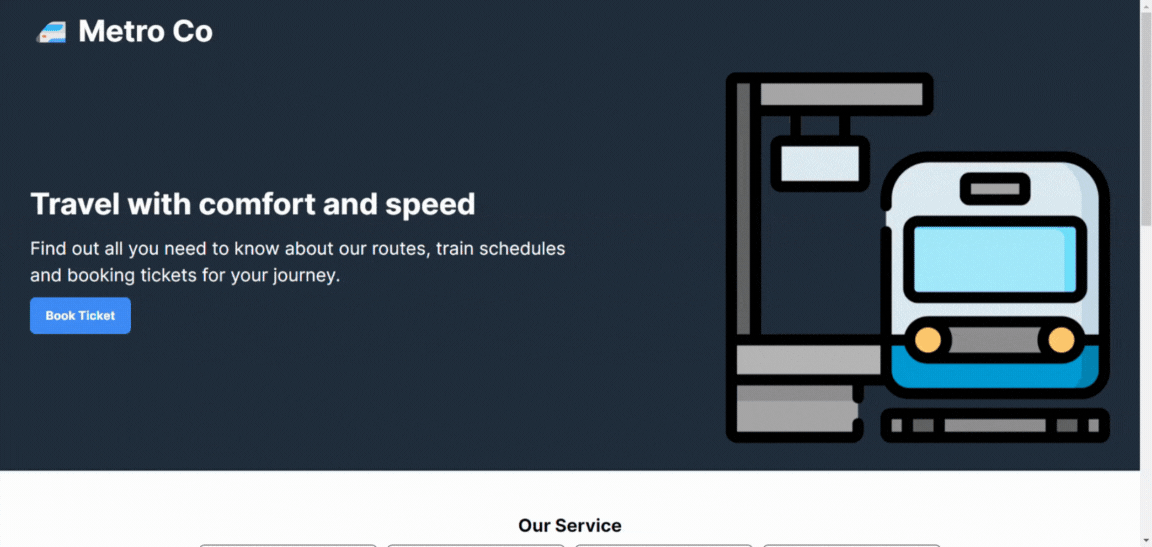 Metro Co
Travel with comfort and speed
Find out all you need to know about our routes, train schedules
and booking tickets for your journey.
Book Ticket
Our Service